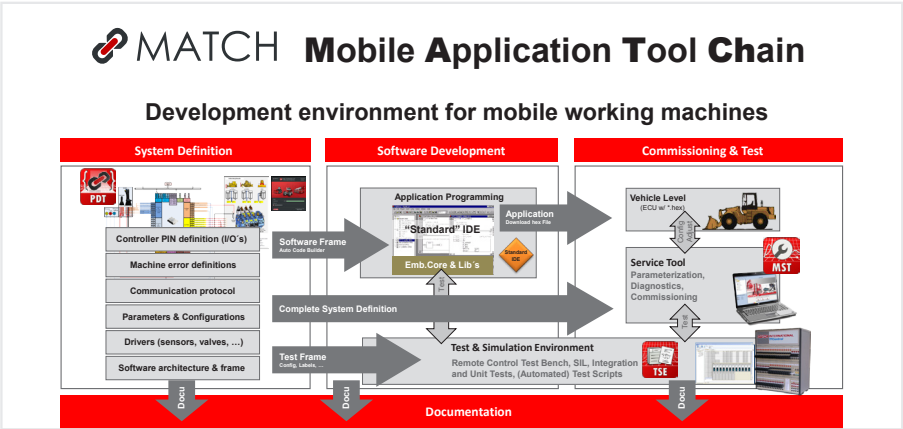 MATCH Mobile Application Tool Chain
Development environment for mobile working machines
System Definition
Software Development
Commissioning & Test
PDT
Controller PIN definition (I/O´s)
Machine error definitions
Communication protocol
Parameters & Configurations
Drivers (sensors, valves, …)
Software architecture & frame
Software Frame
Auto Code Builder
Complete System Definition
Test Frame
Config, Labels, ...
Application Programming
"Standard" IDE
Emb.Core & Lib´s
Standard
IDE
Application
Download hex File
Test
Vehicle Level
(ECU w/ *.hex)
Config
Adjust
Service Tool
Parameterization,
Diagnostics,
Commissioning
MST
Test
Test & Simulation Environment
Remote Control Test Bench, SIL, Integration
and Unit Tests, (Automated) Test Scripts
TSE
Docu
Docu
Docu
Documentation